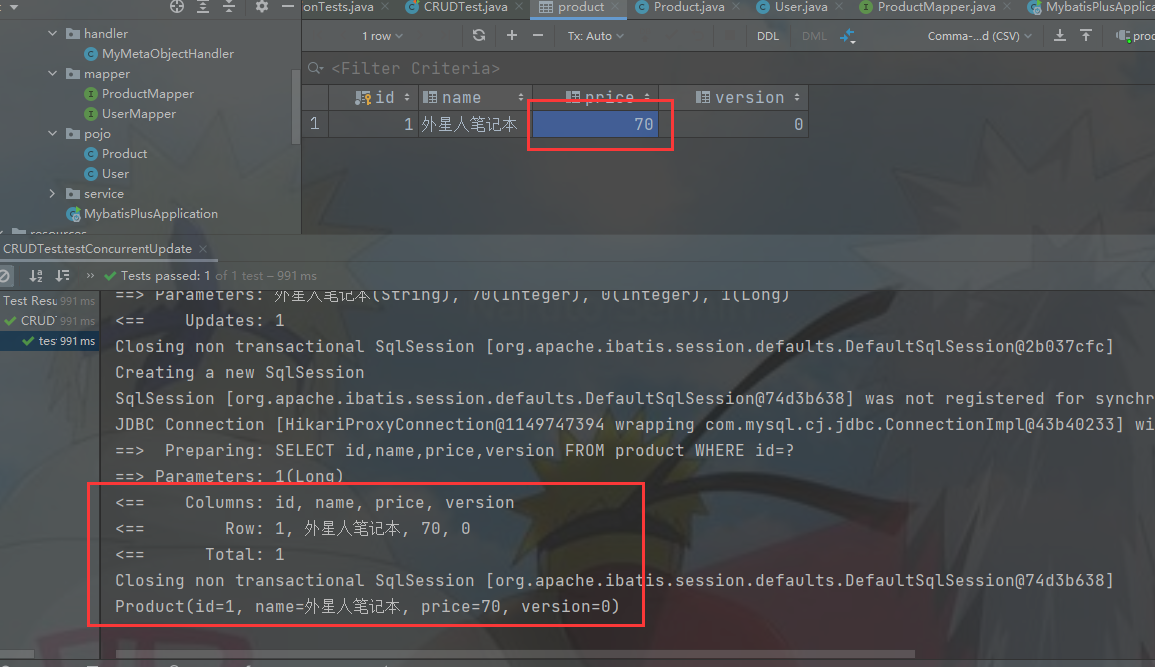 onTests.java × CRUDTest.java × product × Product.java × User.java × ProductMapper.java × MybatisPlusApplica
1 row Tx: Auto DDL DML Comma-...d (CSV) proc
<Filter Criteria>
id name price version
1 1 外星人笔记本 70 0
handler
MyMetaObjectHandler
mapper
ProductMapper
UserMapper
pojo
Product
User
service
MybatisPlusApplication
resources
CRUDTest.testConcurrentUpdate ×
Tests passed: 1 of 1 test – 991 ms
Test Resu 991 ms
CRUD 991 ms
tes 991 ms
==> Parameters: 外星人笔记本(String), 70(Integer), 0(Integer), 1(Long)
<== Updates: 1
Closing non transactional SqlSession [org.apache.ibatis.session.defaults.DefaultSqlSession@2b037cfc]
Creating a new SqlSession
SqlSession [org.apache.ibatis.session.defaults.DefaultSqlSession@74d3b638] was not registered for synchr
JDBC Connection [HikariProxyConnection@1149747394 wrapping com.mysql.cj.jdbc.ConnectionImpl@43b40233] wi
==> Preparing: SELECT id,name,price,version FROM product WHERE id=?
==> Parameters: 1(Long)
<== Columns: id, name, price, version
<== Row: 1, 外星人笔记本, 70, 0
<== Total: 1
Closing non transactional SqlSession [org.apache.ibatis.session.defaults.DefaultSqlSession@74d3b638]
Product(id=1, name=外星人笔记本, price=70, version=0)